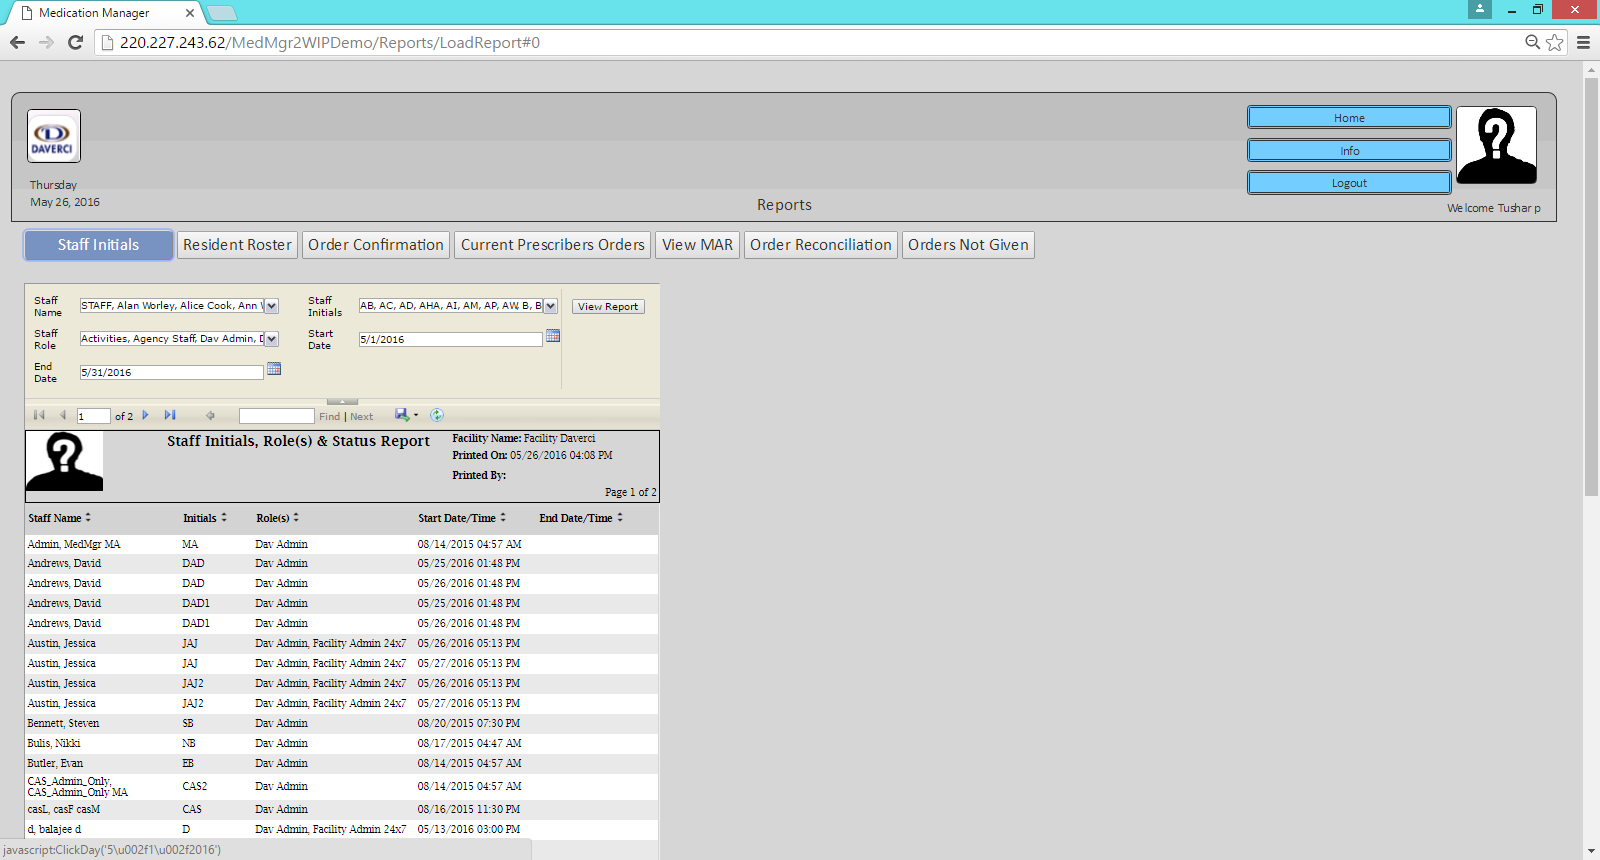 Medication Manager
220.227.243.62/MedMgr2WIPDemo/Reports/LoadReport#0
DAVERCI
Home
Info
Logout
Thursday
May 26, 2016
Reports
Welcome Tushar p
Staff Initials Resident Roster Order Confirmation Current Prescribers Orders View MAR Order Reconciliation Orders Not Given
Staff Name STAFF, Alan Worley, Alice Cook, Ann Staff Initials AB, AC, AD, AHA, AI, AM, AP, AW, B, B View Report
Staff Role Activities, Agency Staff, Dav Admin, Start Date 5/1/2016
End Date 5/31/2016
1 of 2 Find | Next
Staff Initials, Role(s) & Status Report
Facility Name: Facility Daverci
Printed On: 05/26/2016 04:08 PM
Printed By:
Page 1 of 2
Staff Name Initials Role(s) Start Date/Time End Date/Time
Admin, MedMgr MA MA Dav Admin 08/14/2015 04:57 AM
Andrews, David DAD Dav Admin 05/25/2016 01:48 PM
Andrews, David DAD Dav Admin 05/26/2016 01:48 PM
Andrews, David DAD1 Dav Admin 05/25/2016 01:48 PM
Andrews, David DAD1 Dav Admin 05/26/2016 01:48 PM
Austin, Jessica JAJ Dav Admin, Facility Admin 24x7 05/26/2016 05:13 PM
Austin, Jessica JAJ Dav Admin, Facility Admin 24x7 05/27/2016 05:13 PM
Austin, Jessica JAJ2 Dav Admin, Facility Admin 24x7 05/26/2016 05:13 PM
Austin, Jessica JAJ2 Dav Admin, Facility Admin 24x7 05/27/2016 05:13 PM
Bennett, Steven SB Dav Admin 08/20/2015 07:30 PM
Bulis, Nikki NB Dav Admin 08/17/2015 04:47 AM
Butler, Evan EB Dav Admin 08/14/2015 04:57 AM
CAS_Admin_Only, CAS_Admin_Only MA CAS2 Dav Admin 08/14/2015 04:57 AM
casL, casF casM CAS Dav Admin 08/16/2015 11:30 PM
d, balajee d D Dav Admin, Facility Admin 24x7 05/13/2016 03:00 PM
javascript:ClickDay('5\u002f1\u002f2016')